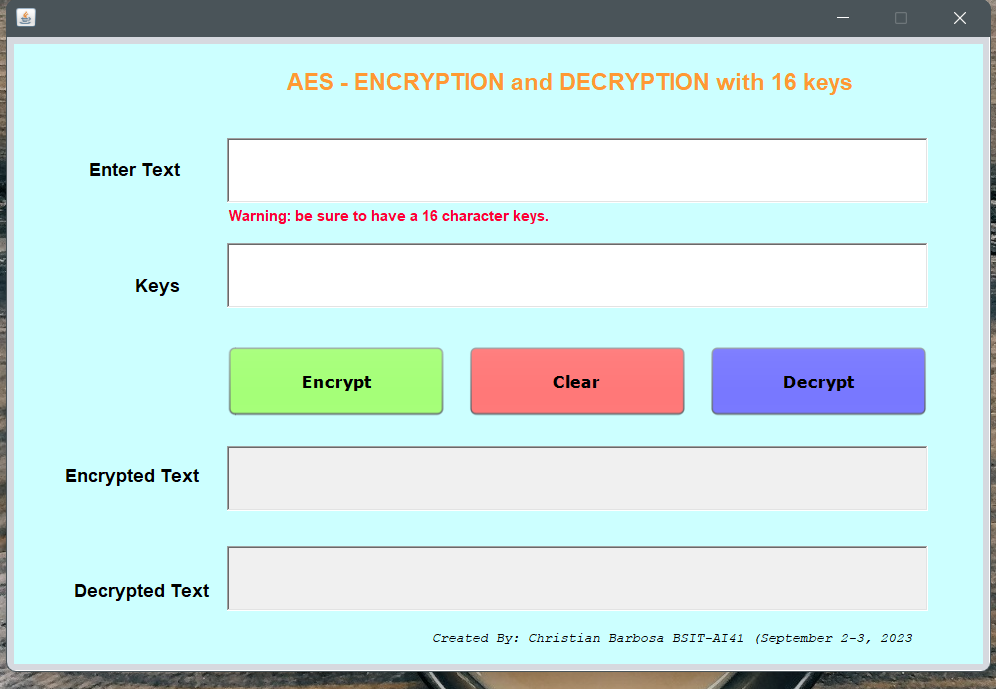 AES - ENCRYPTION and DECRYPTION with 16 keys
Enter Text
Warning: be sure to have a 16 character keys.
Keys
Encrypt
Clear
Decrypt
Encrypted Text
Decrypted Text
Created By: Christian Barbosa BSIT-AI41 (September 2-3, 2023